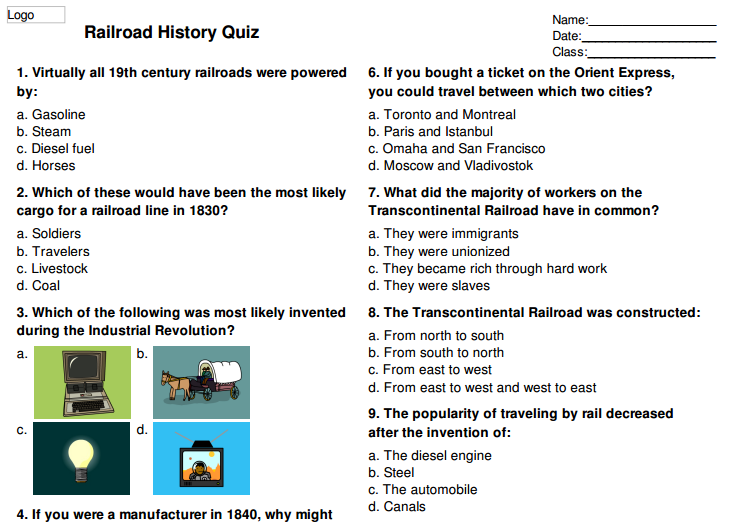 Logo
Railroad History Quiz
Name:
Date:
Class:
1. Virtually all 19th century railroads were powered
by:
a. Gasoline
b. Steam
c. Diesel fuel
d. Horses
2. Which of these would have been the most likely
cargo for a railroad line in 1830?
a. Soldiers
b. Travelers
c. Livestock
d. Coal
3. Which of the following was most likely invented
during the Industrial Revolution?
a.
b.
c.
d.
4. If you were a manufacturer in 1840, why might
6. If you bought a ticket on the Orient Express,
you could travel between which two cities?
a. Toronto and Montreal
b. Paris and Istanbul
c. Omaha and San Francisco
d. Moscow and Vladivostok
7. What did the majority of workers on the
Transcontinental Railroad have in common?
a. They were immigrants
b. They were unionized
c. They became rich through hard work
d. They were slaves
8. The Transcontinental Railroad was constructed:
a. From north to south
b. From south to north
c. From east to west
d. From east to west and west to east
9. The popularity of traveling by rail decreased
after the invention of:
a. The diesel engine
b. Steel
c. The automobile
d. Canals